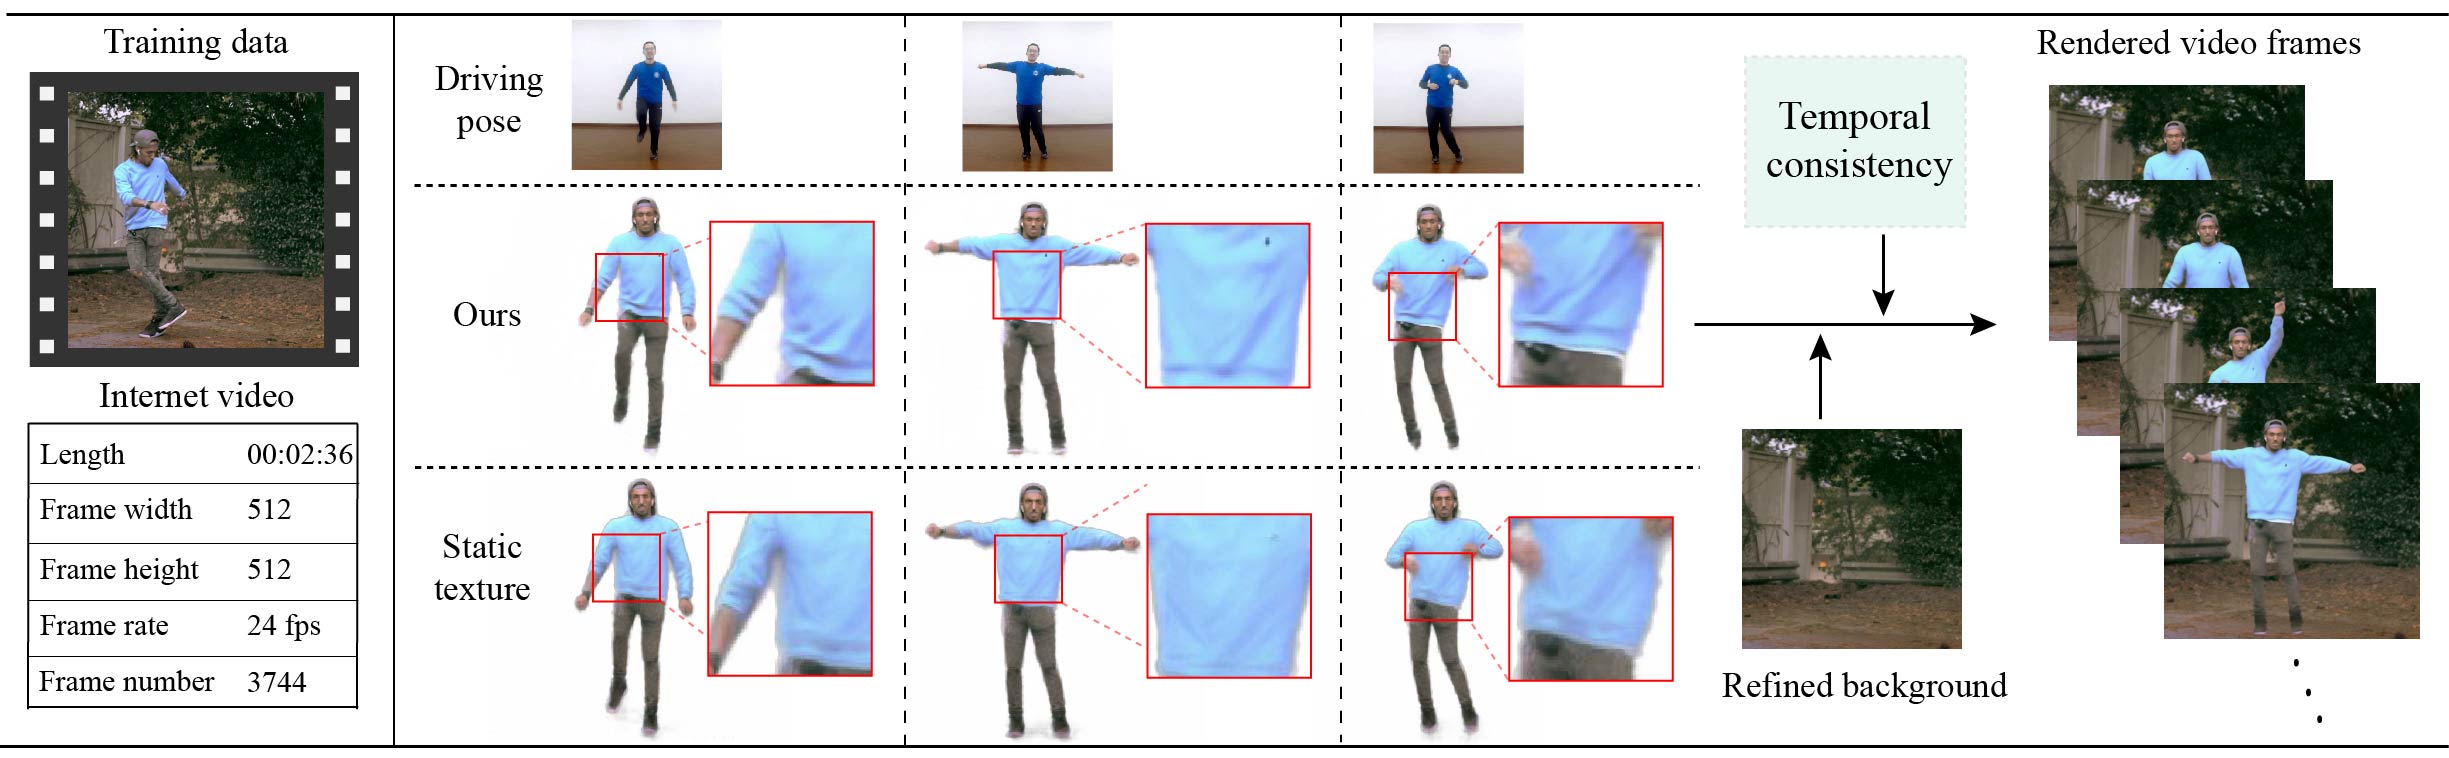 Training data
Internet video
Length 00:02:36
Frame width 512
Frame height 512
Frame rate 24 fps
Frame number 3744
Driving
pose
Ours
Static
texture
Temporal
consistency
Refined background
Rendered video frames